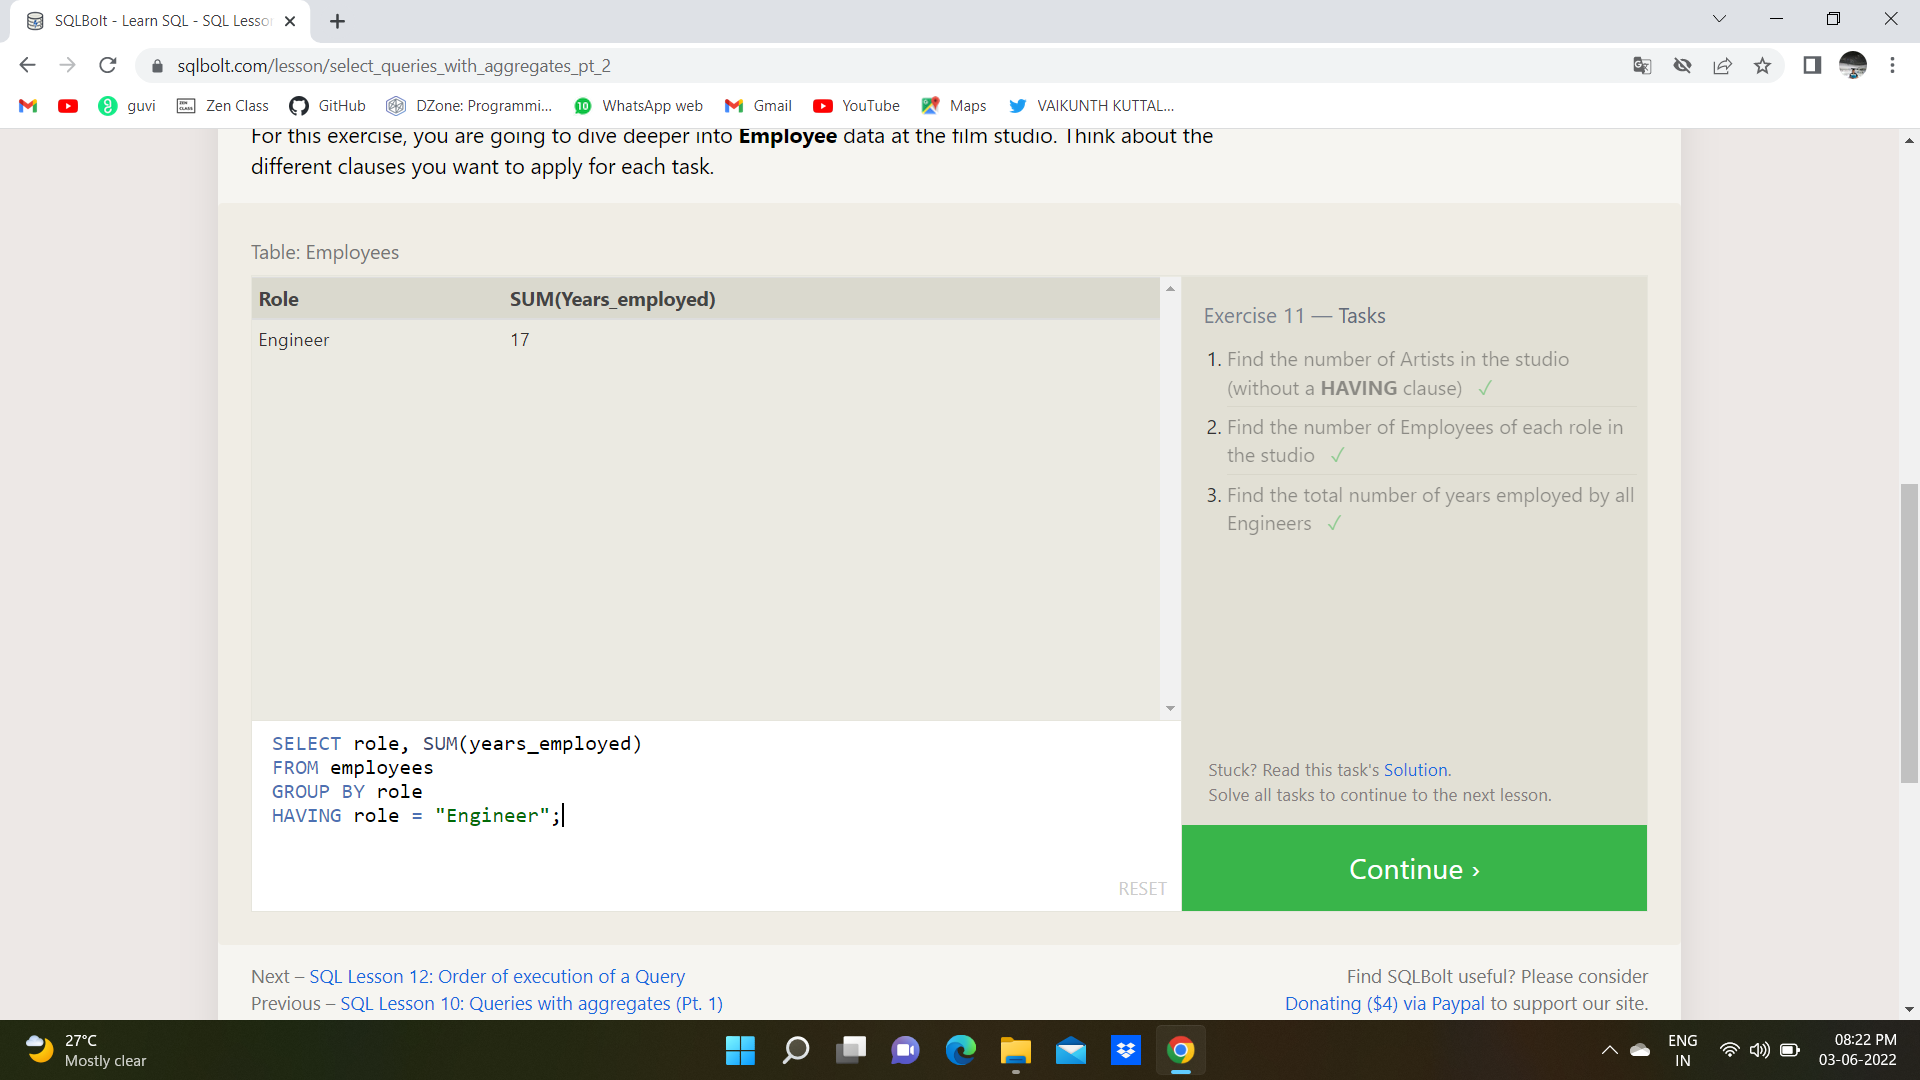 SQLBolt - Learn SQL - SQL Lesson
sqlbolt.com/lesson/select_queries_with_aggregates_pt_2
guvi
Zen Class
GitHub
DZone: Programmi...
WhatsApp web
Gmail
YouTube
Maps
VAIKUNTH KUTTAL...
For this exercise, you are going to dive deeper into Employee data at the film studio. Think about the
different clauses you want to apply for each task.
Table: Employees
Role SUM(Years_employed)
Engineer 17
SELECT role, SUM(years_employed)
FROM employees
GROUP BY role
HAVING role = "Engineer";
RESET
Exercise 11 — Tasks
1. Find the number of Artists in the studio
(without a HAVING clause) ✓
2. Find the number of Employees of each role in
the studio ✓
3. Find the total number of years employed by all
Engineers ✓
Stuck? Read this task's Solution.
Solve all tasks to continue to the next lesson.
Continue ›
Next – SQL Lesson 12: Order of execution of a Query
Previous – SQL Lesson 10: Queries with aggregates (Pt. 1)
Find SQLBolt useful? Please consider
Donating ($4) via Paypal to support our site.
27°C
Mostly clear
ENG
IN
08:22 PM
03-06-2022